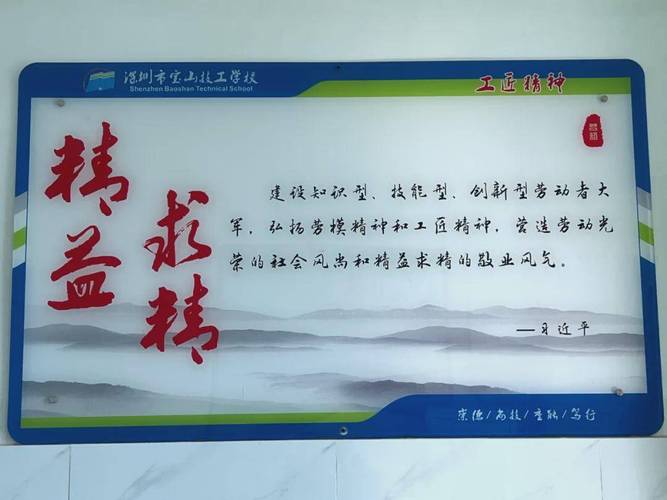 深圳市宝山技工学校
Shenzhen Baoshan Technical School
工匠精神
精益
求精
建设知识型、技能型、创新型劳动者大
军，弘扬劳模精神和工匠精神，营造劳动光
荣的社会风尚和精益求精的敬业风气。
—习近平
崇德/尚技/重融/笃行